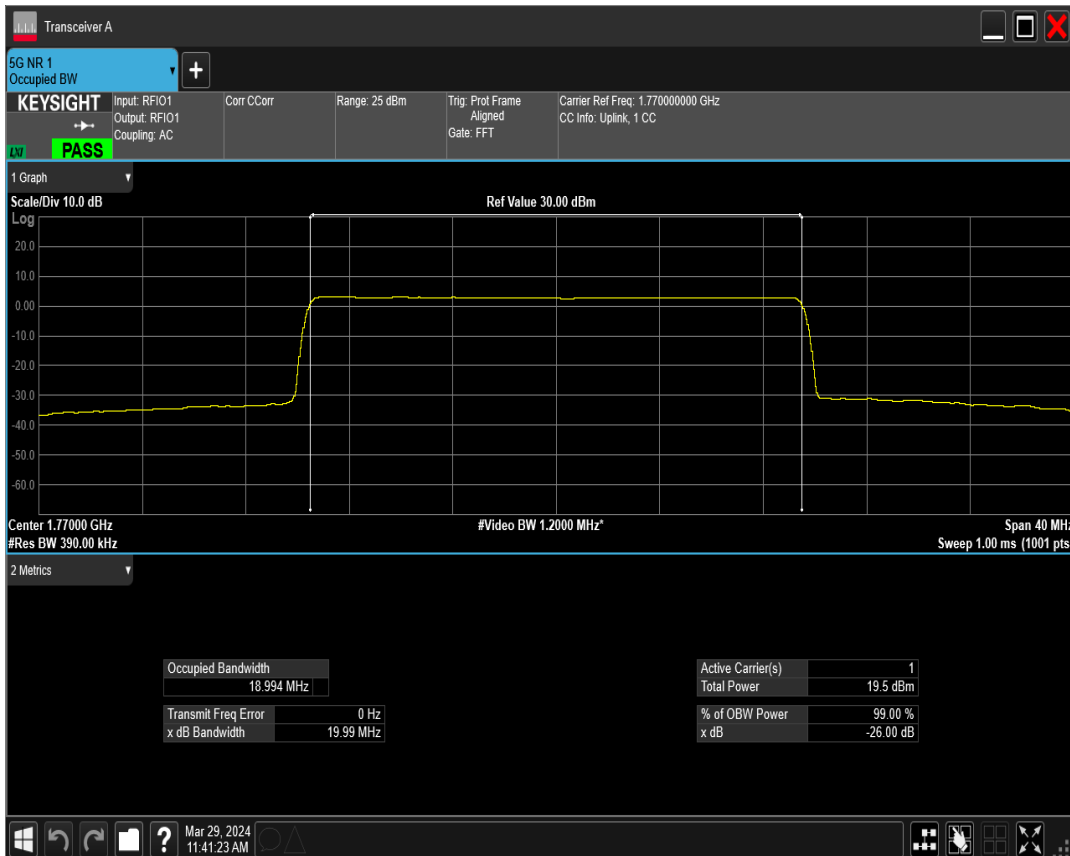 Transceiver A
5G NR 1
Occupied BW
+
KEYSIGHT
LXI
PASS
Input: RFIO1
Output: RFIO1
Coupling: AC
Corr CCorr
Range: 25 dBm
Trig: Prot Frame
Aligned
Gate: FFT
Carrier Ref Freq: 1.770000000 GHz
CC Info: Uplink, 1 CC
1 Graph
Scale/Div 10.0 dB
Ref Value 30.00 dBm
Log
20.0
10.0
0.00
-10.0
-20.0
-30.0
-40.0
-50.0
-60.0
Center 1.77000 GHz
#Video BW 1.2000 MHz*
Span 40 MHz
#Res BW 390.00 kHz
Sweep 1.00 ms (1001 pts
2 Metrics
Occupied Bandwidth
18.994 MHz
Transmit Freq Error 0 Hz
x dB Bandwidth 19.99 MHz
Active Carrier(s) 1
Total Power 19.5 dBm
% of OBW Power 99.00 %
x dB -26.00 dB
?
Mar 29, 2024
11:41:23 AM